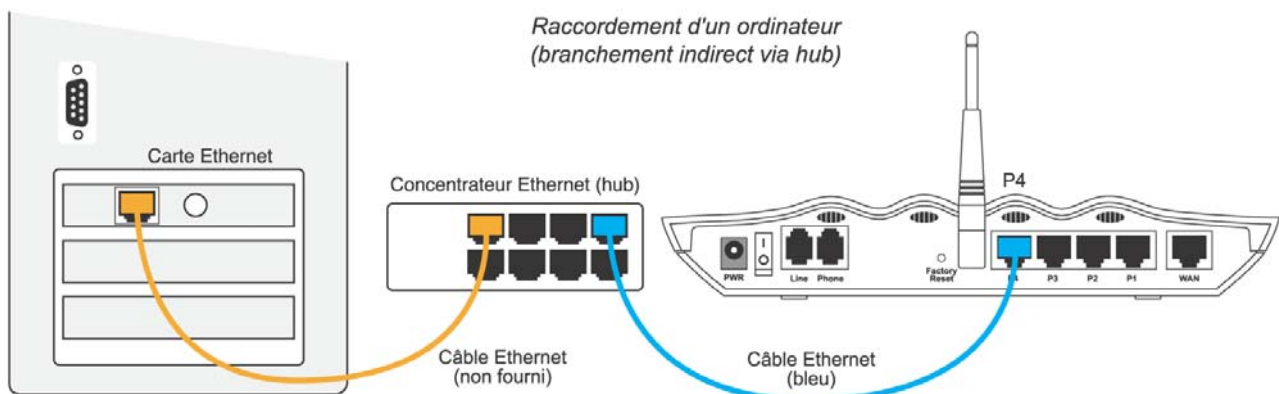 Raccordement d'un ordinateur
(branchement indirect via hub)
Carte Ethernet
Concentrateur Ethernet (hub)
P4
PWR
I
O
Line
Phone
Factory
Reset
P3
P2
P1
WAN
Câble Ethernet
(non fourni)
Câble Ethernet
(bleu)